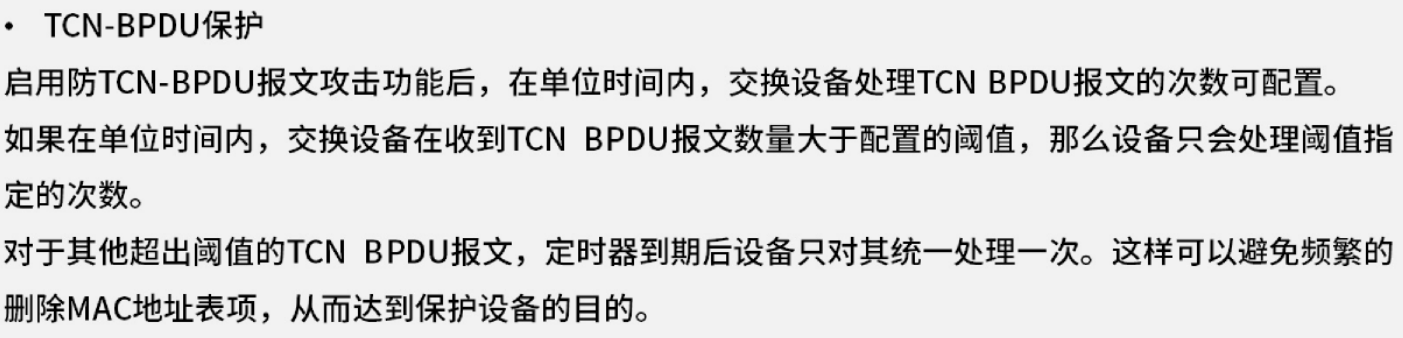 • TCN-BPDU保护
启用防TCN-BPDU报文攻击功能后，在单位时间内，交换设备处理TCN BPDU报文的次数可配置。
如果在单位时间内，交换设备在收到TCN BPDU报文数量大于配置的阈值，那么设备只会处理阈值指
定的次数。
对于其他超出阈值的TCN BPDU报文，定时器到期后设备只对其统一处理一次。这样可以避免频繁的
删除MAC地址表项，从而达到保护设备的目的。